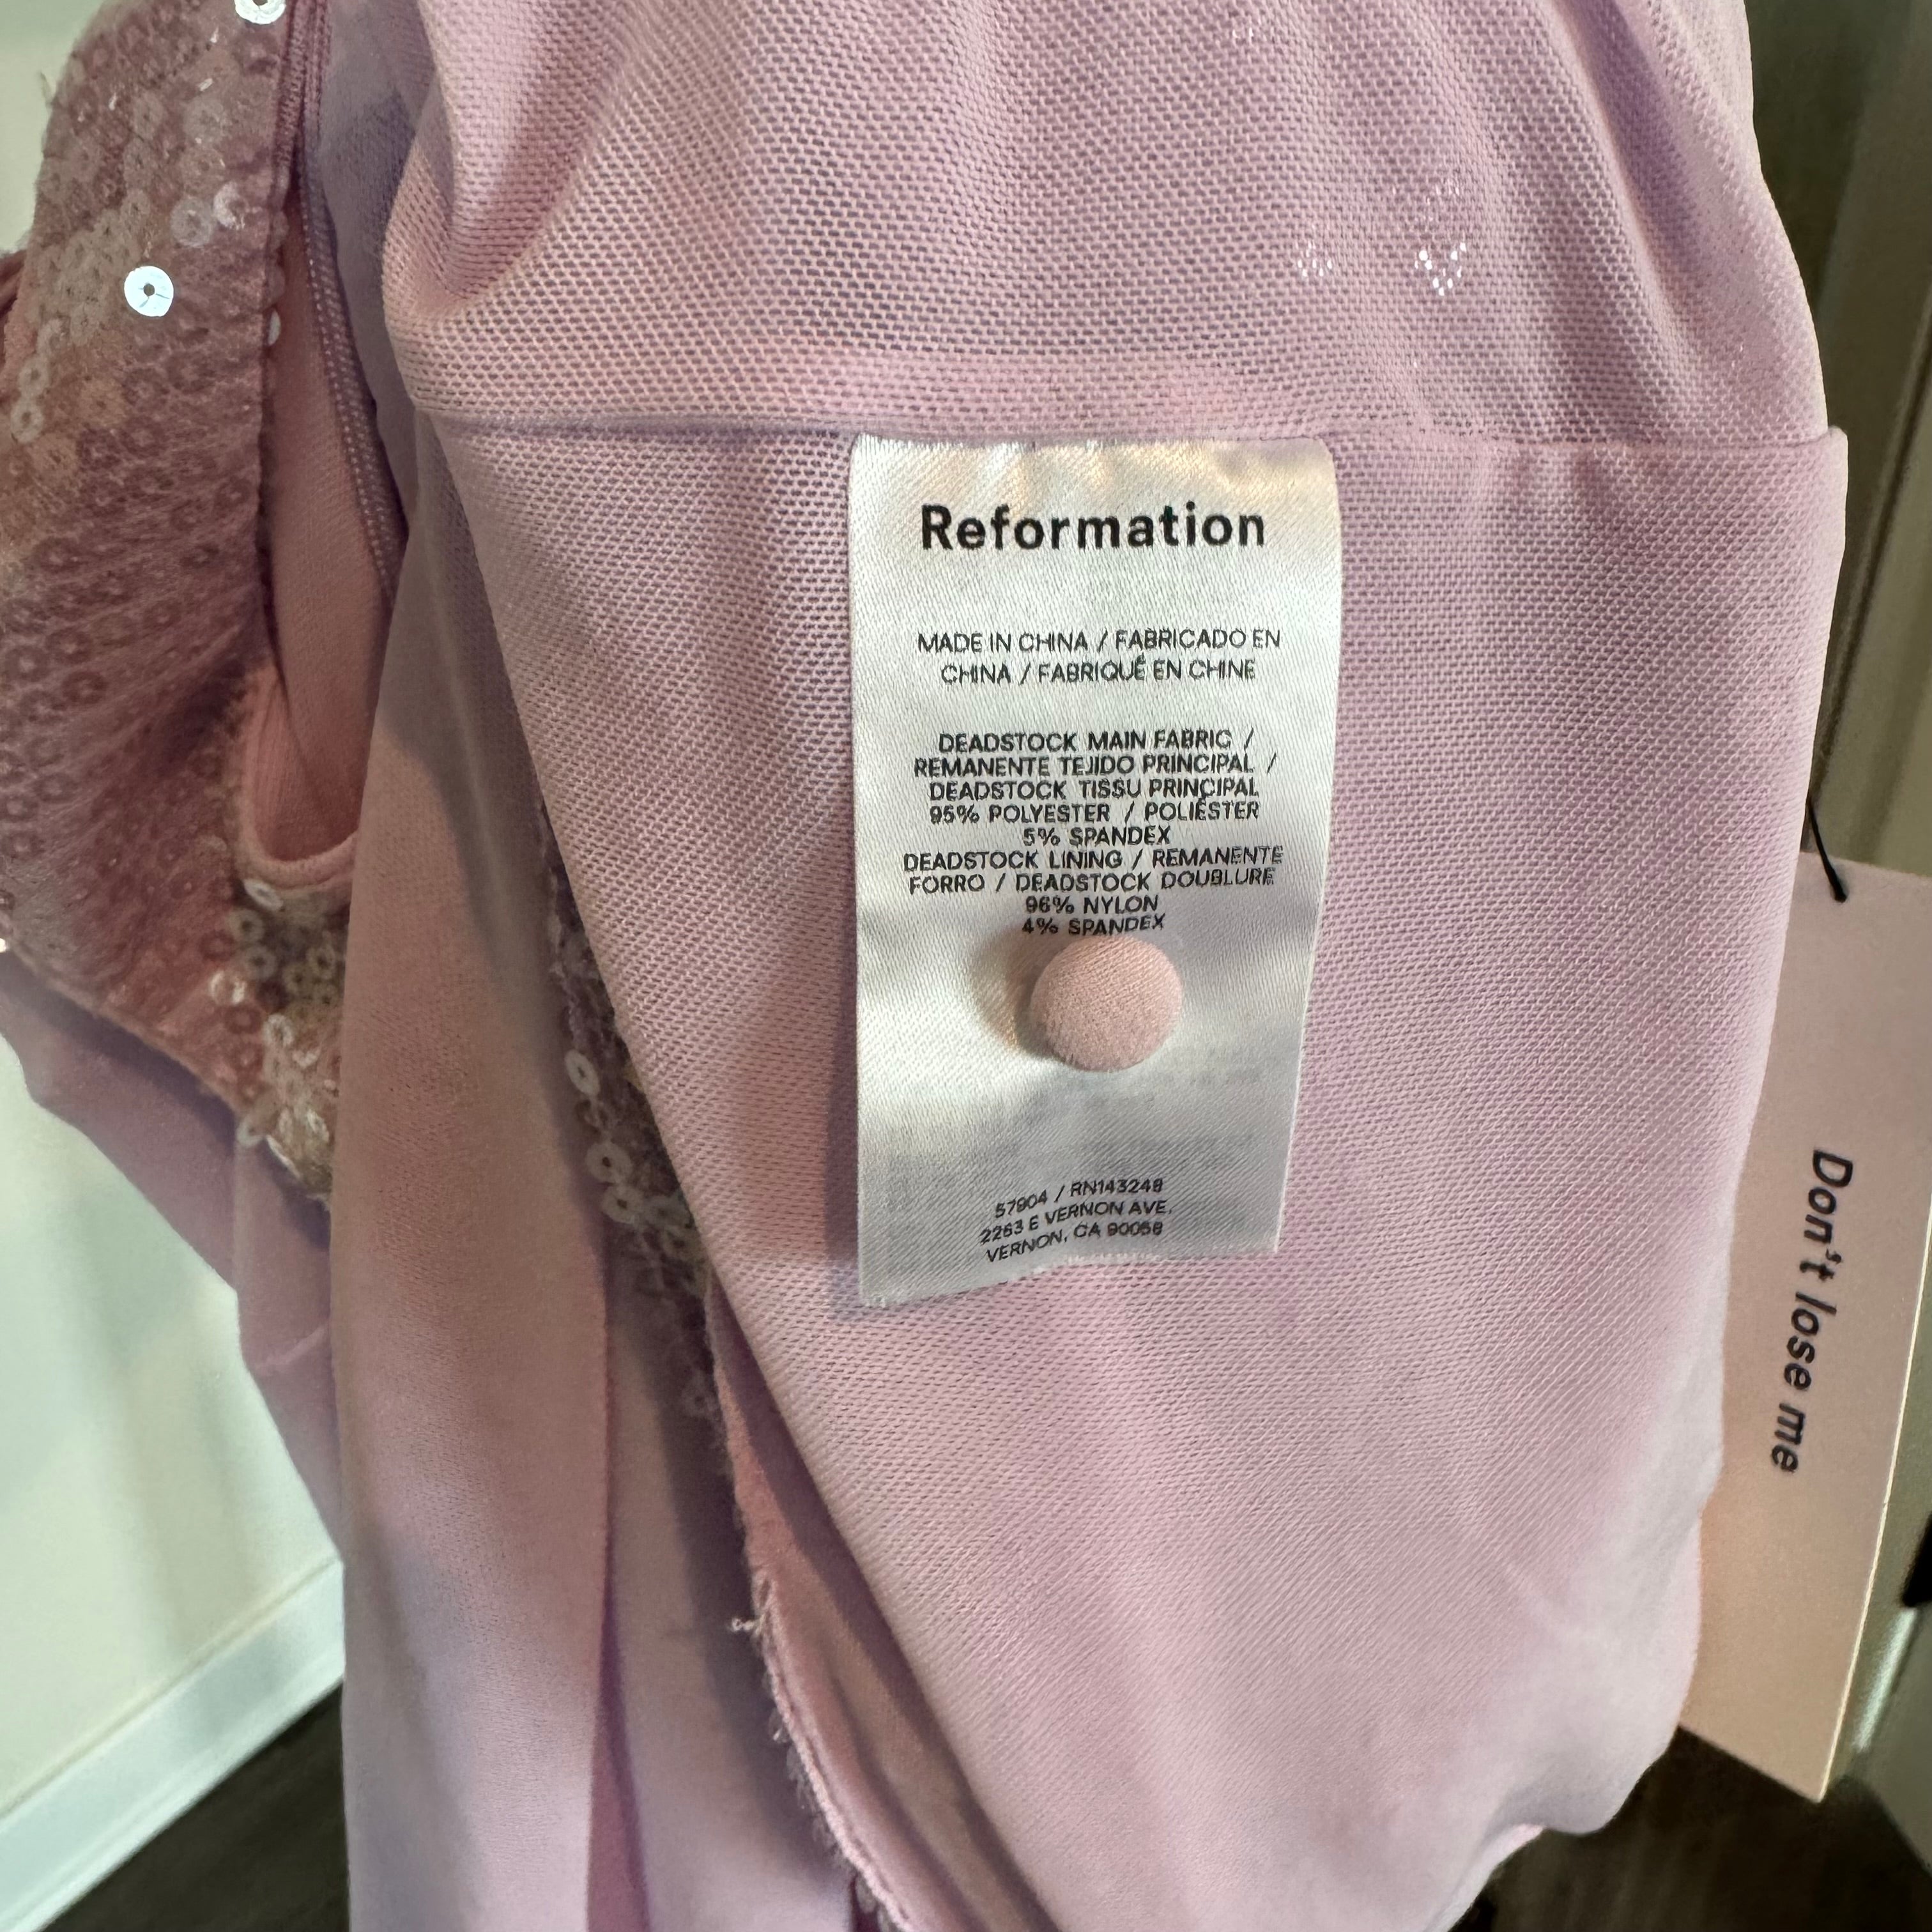 Reformation
MADE IN CHINA / FABRICADO EN
CHINA / FABRIQUÉ EN CHINE
DEADSTOCK MAIN FABRIC /
REMANENTE TEJIDO PRINCIPAL /
DEADSTOCK TISSU PRINCIPAL
95% POLYESTER / POLIÉSTER
5% SPANDEX
DEADSTOCK LINING / REMANENTE
FORRO / DEADSTOCK DOUBLURE
96% NYLON
4% SPANDEX
57904 / RN143248
2263 E VERNON AVE.
VERNON, CA 90058
Don't lose me